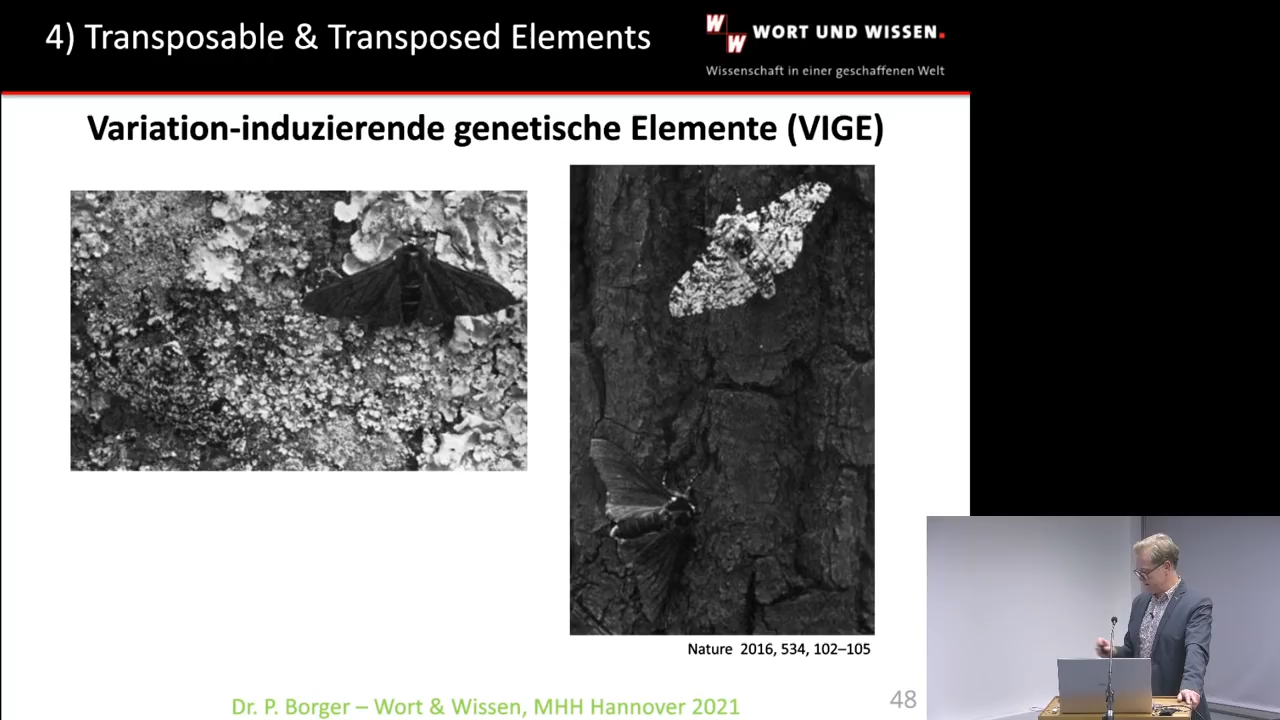 4) Transposable & Transposed Elements
W
W
WORT UND WISSEN.
Wissenschaft in einer geschaffenen Welt
Variation-induzierende genetische Elemente (VIGE)
Nature 2016, 534, 102–105
Dr. P. Borger – Wort & Wissen, MHH Hannover 2021
48